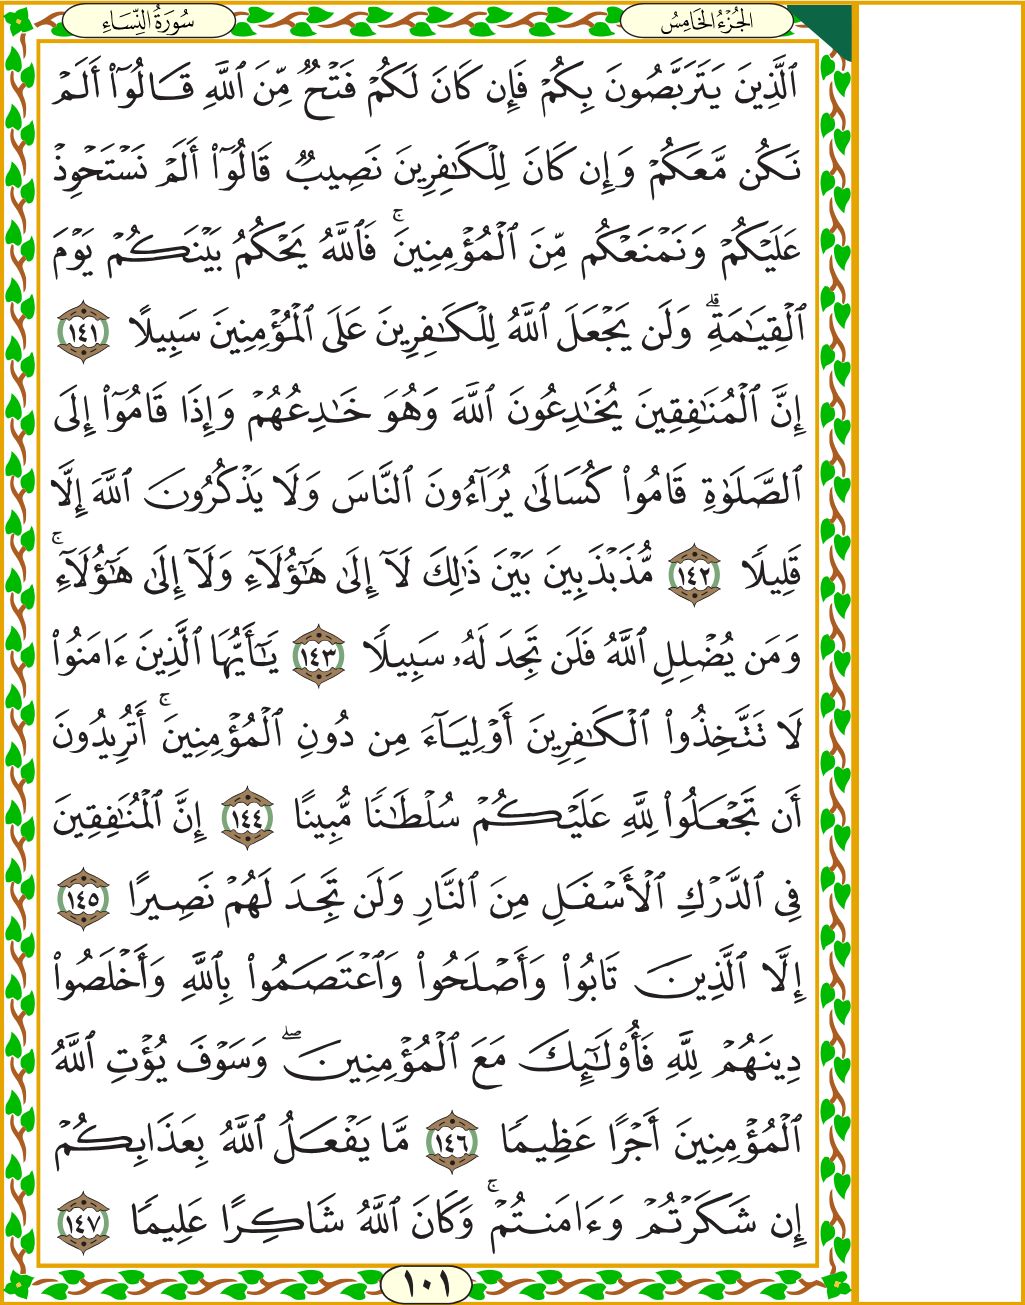 الجُزْءُ الخَامِسُ
سُورَةُ النِّسَاءِ
ٱلَّذِينَ يَتَرَبَّصُونَ بِكُمۡ فَإِن كَانَ لَكُمۡ فَتۡحٞ مِّنَ ٱللَّهِ قَالُوٓاْ أَلَمۡ
نَكُن مَّعَكُمۡ وَإِن كَانَ لِلۡكَٰفِرِينَ نَصِيبٞ قَالُوٓاْ أَلَمۡ نَسۡتَحۡوِذۡ
عَلَيۡكُمۡ وَنَمۡنَعۡكُم مِّنَ ٱلۡمُؤۡمِنِينَۚ فَٱللَّهُ يَحۡكُمُ بَيۡنَكُمۡ يَوۡمَ
ٱلۡقِيَٰمَةِۗ وَلَن يَجۡعَلَ ٱللَّهُ لِلۡكَٰفِرِينَ عَلَى ٱلۡمُؤۡمِنِينَ سَبِيلًا ١٤١
إِنَّ ٱلۡمُنَٰفِقِينَ يُخَٰدِعُونَ ٱللَّهَ وَهُوَ خَٰدِعُهُمۡ وَإِذَا قَامُوٓاْ إِلَى
ٱلصَّلَوٰةِ قَامُواْ كُسَالَىٰ يُرَآءُونَ ٱلنَّاسَ وَلَا يَذۡكُرُونَ ٱللَّهَ إِلَّا
قَلِيلٗا ١٤٢ مُّذَبۡذَبِينَ بَيۡنَ ذَٰلِكَ لَآ إِلَىٰ هَٰٓؤُلَآءِ وَلَآ إِلَىٰ هَٰٓؤُلَآءِۚ
وَمَن يُضۡلِلِ ٱللَّهُ فَلَن تَجِدَ لَهُۥ سَبِيلٗا ١٤٣ يَٰٓأَيُّهَا ٱلَّذِينَ ءَامَنُواْ
لَا تَتَّخِذُواْ ٱلۡكَٰفِرِينَ أَوۡلِيَآءَ مِن دُونِ ٱلۡمُؤۡمِنِينَۚ أَتُرِيدُونَ
أَن تَجۡعَلُواْ لِلَّهِ عَلَيۡكُمۡ سُلۡطَٰنٗا مُّبِينًا ١٤٤ إِنَّ ٱلۡمُنَٰفِقِينَ
فِي ٱلدَّرۡكِ ٱلۡأَسۡفَلِ مِنَ ٱلنَّارِ وَلَن تَجِدَ لَهُمۡ نَصِيرًا ١٤٥
إِلَّا ٱلَّذِينَ تَابُواْ وَأَصۡلَحُواْ وَٱعۡتَصَمُواْ بِٱللَّهِ وَأَخۡلَصُواْ
دِينَهُمۡ لِلَّهِ فَأُوْلَٰٓئِكَ مَعَ ٱلۡمُؤۡمِنِينَۖ وَسَوۡفَ يُؤۡتِ ٱللَّهُ
ٱلۡمُؤۡمِنِينَ أَجۡرًا عَظِيمٗا ١٤٦ مَّا يَفۡعَلُ ٱللَّهُ بِعَذَابِكُمۡ
إِن شَكَرۡتُمۡ وَءَامَنتُمۡۚ وَكَانَ ٱللَّهُ شَاكِرًا عَلِيمٗا ١٤٧
١٠١